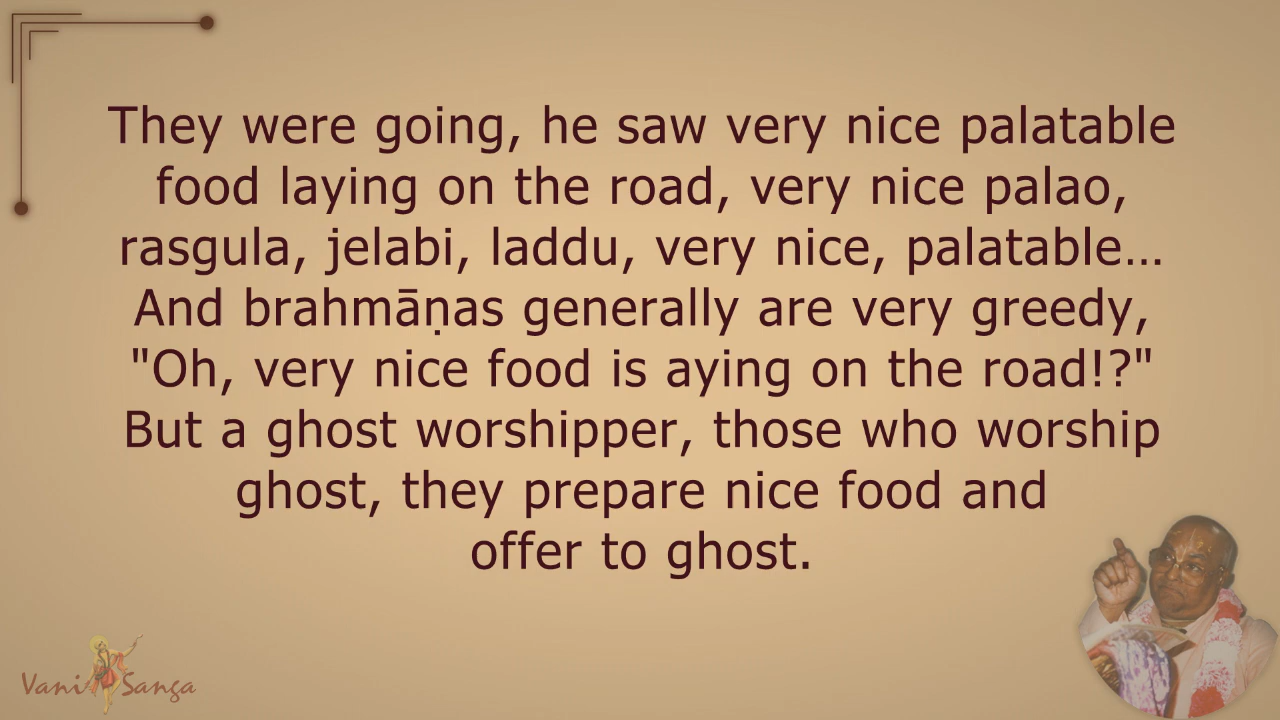 They were going, he saw very nice palatable
food laying on the road, very nice palao,
rasgula, jelabi, laddu, very nice, palatable...
And brahmāṇas generally are very greedy,
"Oh, very nice food is aying on the road!?"
But a ghost worshipper, those who worship
ghost, they prepare nice food and
offer to ghost.
Vani Sanga